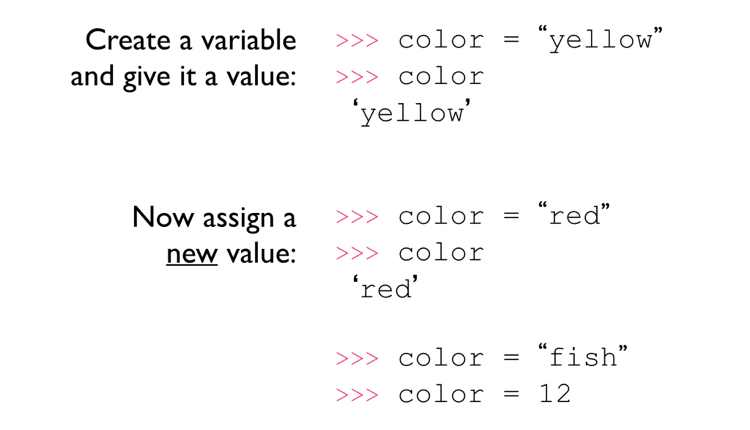 Create a variable
and give it a value:
>>> color = “yellow”
>>> color
‘yellow’
Now assign a
new value:
>>> color = “red”
>>> color
‘red’
>>> color = “fish”
>>> color = 12